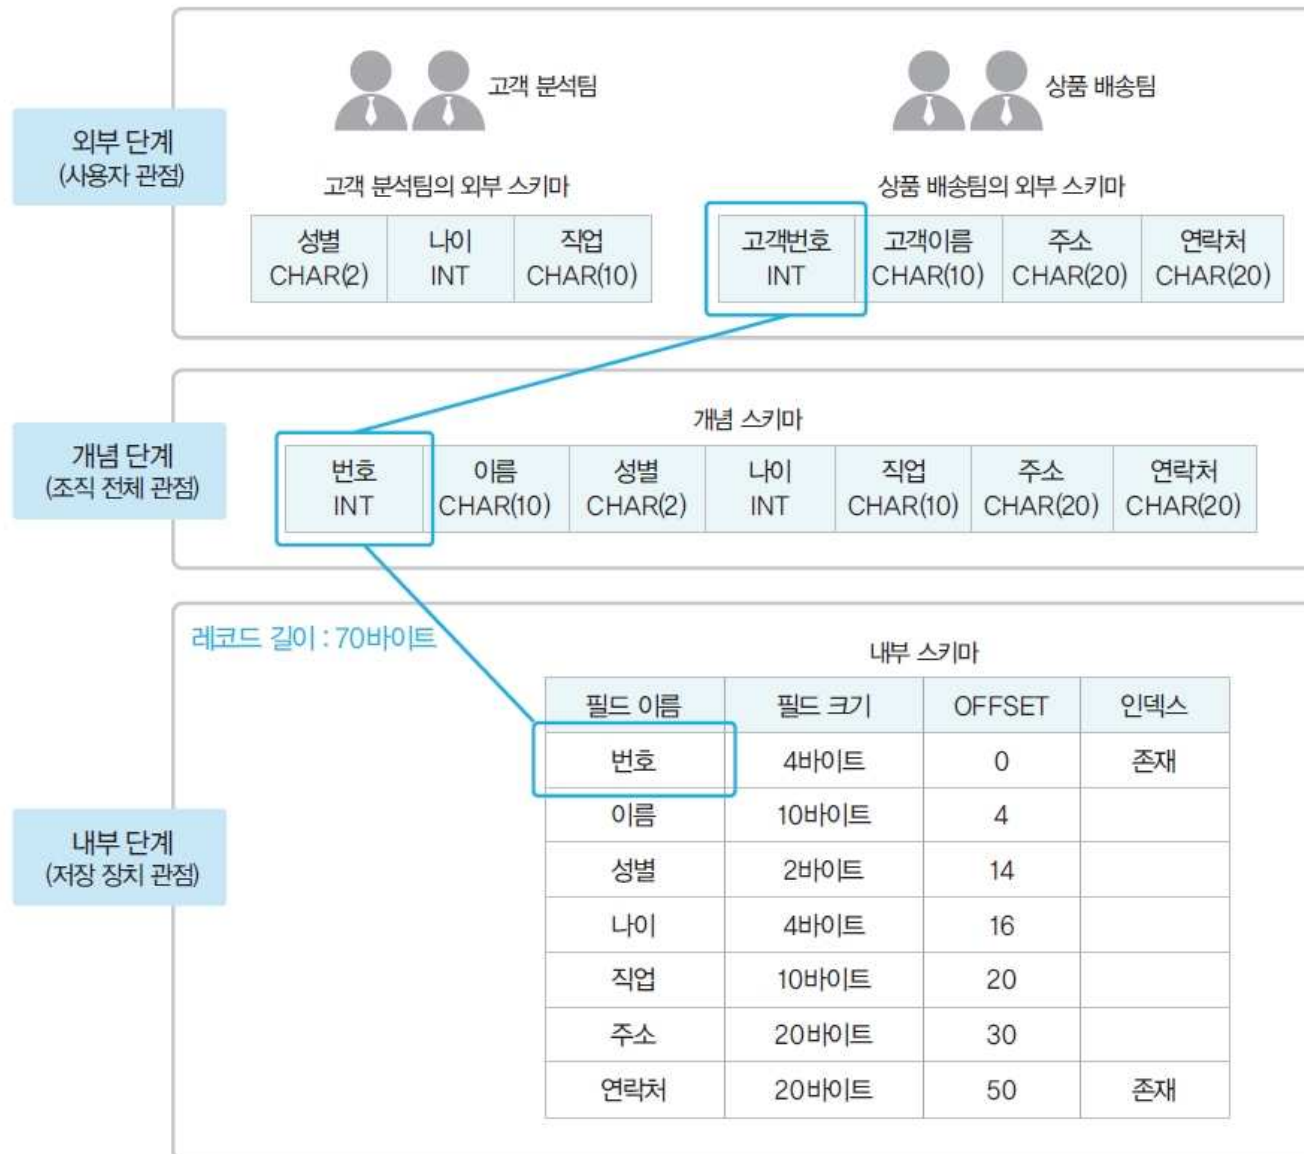 고객 분석팀
상품 배송팀
외부 단계
(사용자 관점)
고객 분석팀의 외부 스키마
상품 배송팀의 외부 스키마
성별 나이 직업
CHAR(2) INT CHAR(10)
고객번호 고객이름 주소 연락처
INT CHAR(10) CHAR(20) CHAR(20)
개념 단계
(조직 전체 관점)
개념 스키마
번호 이름 성별 나이 직업 주소 연락처
INT CHAR(10) CHAR(2) INT CHAR(10) CHAR(20) CHAR(20)
레코드 길이 : 70바이트
내부 단계
(저장 장치 관점)
내부 스키마
필드 이름 필드 크기 OFFSET 인덱스
번호 4바이트 0 존재
이름 10바이트 4
성별 2바이트 14
나이 4바이트 16
직업 10바이트 20
주소 20바이트 30
연락처 20바이트 50 존재